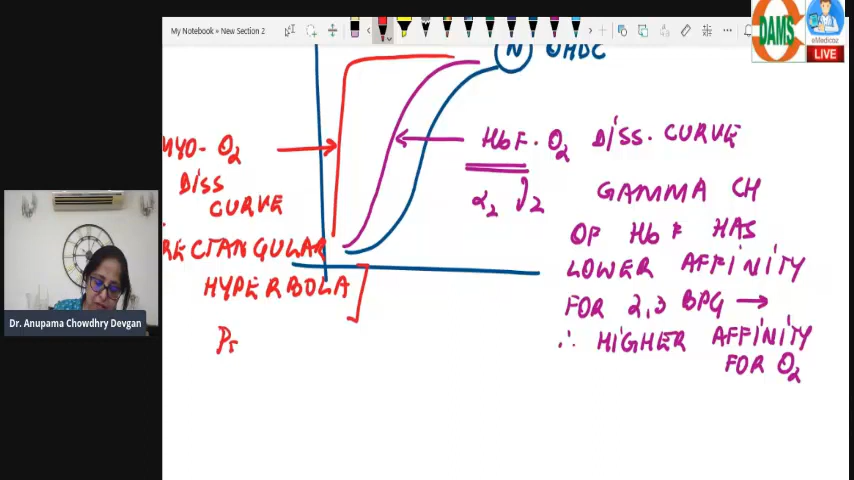 My Notebook » New Section 2
DAMS
eMedicoz
LIVE
N OHDC
MYO- O2
DISS
CURVE
RECTANGULAR
HYPERBOLA
HbF - O2 DISS. CURVE
α2 γ2
GAMMA CH
OF HbF HAS
LOWER AFFINITY
FOR 2,3 BPG →
∴ HIGHER AFFINITY
FOR O2
Dr. Anupama Chowdhry Devgan
P5